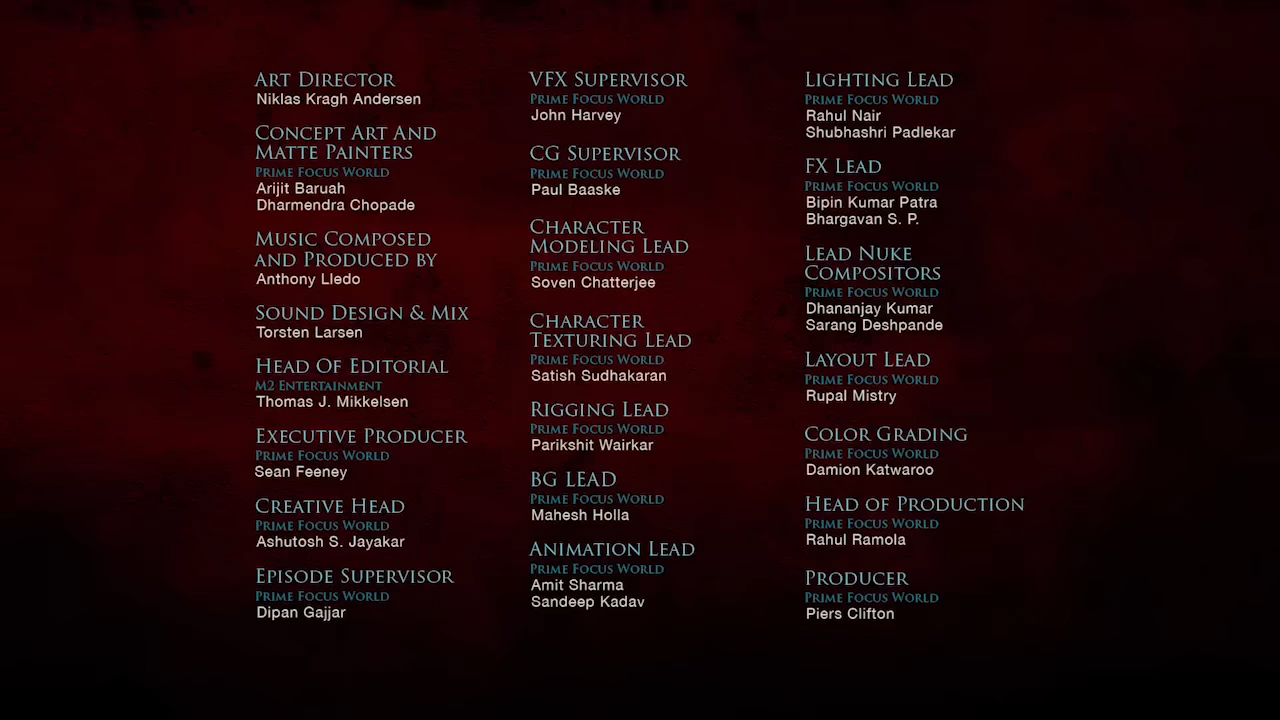 Art Director
Niklas Kragh Andersen
Concept Art And
Matte Painters
Prime Focus World
Arijit Baruah
Dharmendra Chopade
Music Composed
and Produced by
Anthony Lledo
Sound Design & Mix
Torsten Larsen
Head Of Editorial
M2 Entertainment
Thomas J. Mikkelsen
Executive Producer
Prime Focus World
Sean Feeney
Creative Head
Prime Focus World
Ashutosh S. Jayakar
Episode Supervisor
Prime Focus World
Dipan Gajjar
VFX Supervisor
Prime Focus World
John Harvey
CG Supervisor
Prime Focus World
Paul Baaske
Character
Modeling Lead
Prime Focus World
Soven Chatterjee
Character
Texturing Lead
Prime Focus World
Satish Sudhakaran
Rigging Lead
Prime Focus World
Parikshit Wairkar
BG Lead
Prime Focus World
Mahesh Holla
Animation Lead
Prime Focus World
Amit Sharma
Sandeep Kadav
Lighting Lead
Prime Focus World
Rahul Nair
Shubhashri Padlekar
FX Lead
Prime Focus World
Bipin Kumar Patra
Bhargavan S. P.
Lead Nuke
Compositors
Prime Focus World
Dhananjay Kumar
Sarang Deshpande
Layout Lead
Prime Focus World
Rupal Mistry
Color Grading
Prime Focus World
Damion Katwaroo
Head of Production
Prime Focus World
Rahul Ramola
Producer
Prime Focus World
Piers Clifton